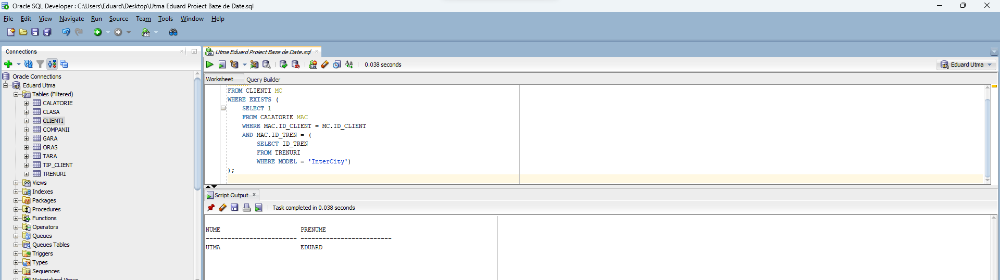 Oracle SQL Developer : C:\Users\Eduard\Desktop\Utma Eduard Proiect Baze de Date.sql
File Edit View Navigate Run Source Team Tools Window Help
Connections
Oracle Connections
Eduard Utma
Tables (Filtered)
CALATORIE
CLASA
CLIENTI
COMPANII
GARA
ORAS
TARA
TIP_CLIENT
TRENURI
Views
Indexes
Packages
Procedures
Functions
Operators
Queues
Queues Tables
Triggers
Types
Sequences
Materialized Views
Utma Eduard Proiect Baze de Date.sql
0.038 seconds
Eduard Utma
Worksheet Query Builder
FROM CLIENTI MC
WHERE EXISTS (
SELECT 1
FROM CALATORIE MAC
WHERE MAC.ID_CLIENT = MC.ID_CLIENT
AND MAC.ID_TREN = (
SELECT ID_TREN
FROM TRENURI
WHERE MODEL = 'InterCity')
);
Script Output x
Task completed in 0.038 seconds
NUME PRENUME
------------------------- -------------------------
UTMA EDUARD